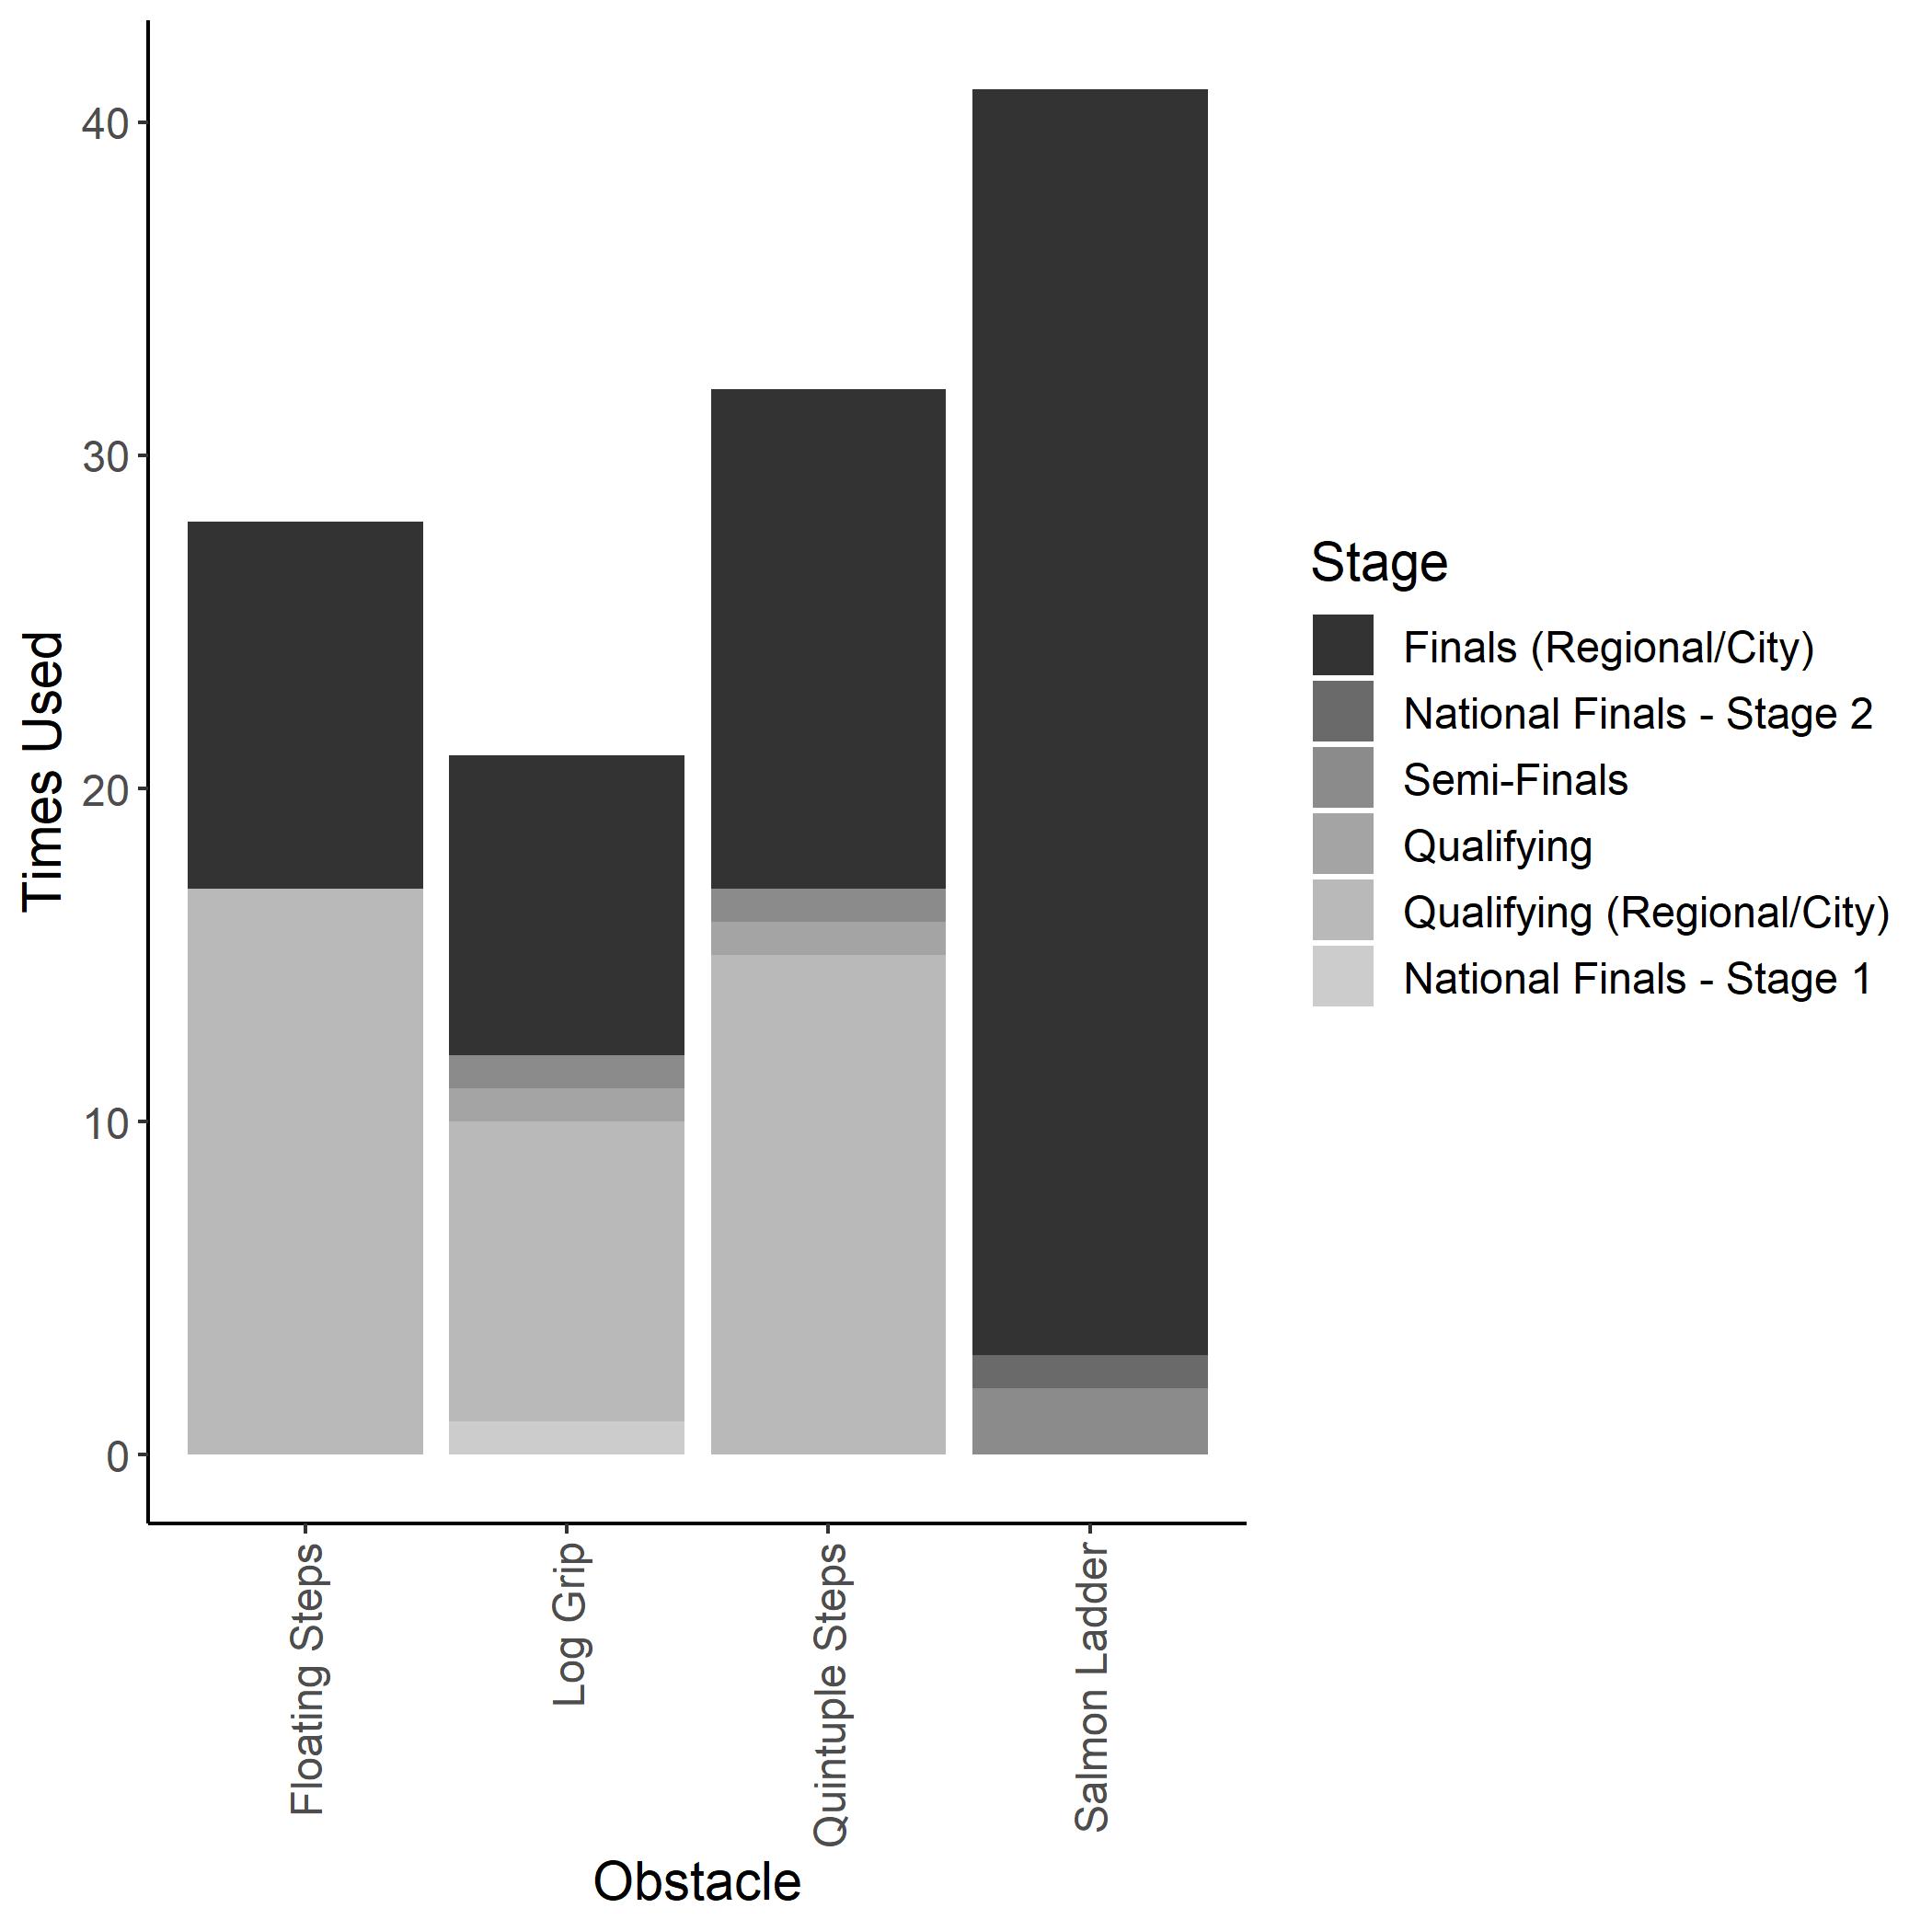 Times Used
40
30
20
10
0
Floating Steps
Log Grip
Quintuple Steps
Salmon Ladder
Obstacle
Stage
Finals (Regional/City)
National Finals - Stage 2
Semi-Finals
Qualifying
Qualifying (Regional/City)
National Finals - Stage 1